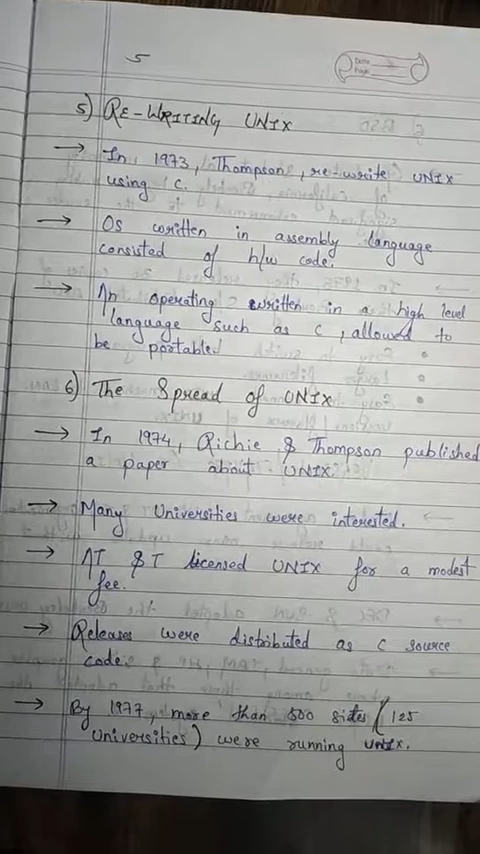 5
Date
Page
5) RE-WRITING UNIX
→ In 1973, Thompson, re-write UNIX
using C.
→ OS written in assembly language
consisted of h/w code.
→ An operating written in a high level
language such as C, allowed to
be portable.
6) The Spread of UNIX
→ In 1974, Richie & Thompson published
a paper about UNIX.
→ Many Universities were interested.
→ AT &T licensed UNIX for a modest
fee.
→ Releases were distributed as C source
code.
→ By 1977, more than 500 sites (125
Universities) were running UNIX.